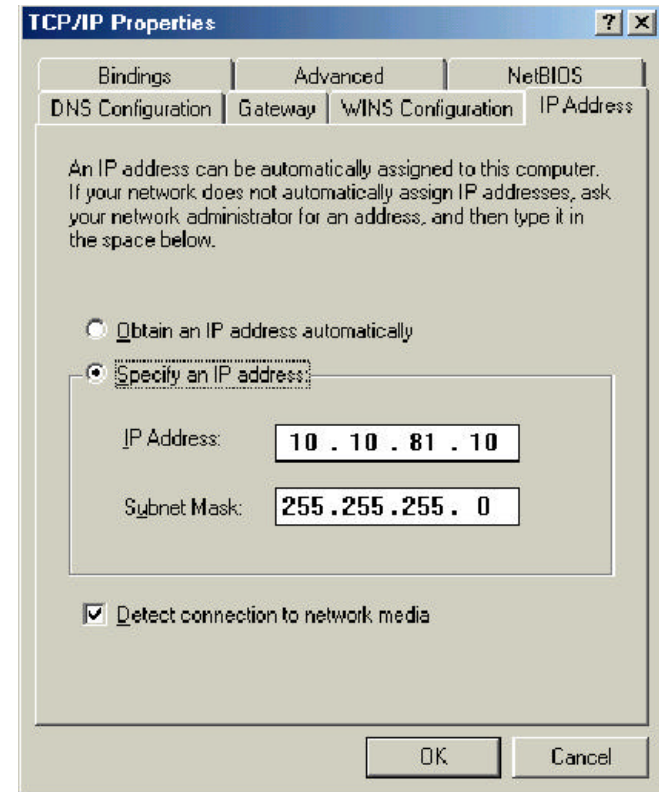 TCP/IP Properties
? ×
Bindings Advanced NetBIOS
DNS Configuration Gateway WINS Configuration IP Address
An IP address can be automatically assigned to this computer.
If your network does not automatically assign IP addresses, ask
your network administrator for an address, and then type it in
the space below.
Obtain an IP address automatically
Specify an IP address:
IP Address: 10 . 10 . 81 . 10
Subnet Mask: 255 .255 .255 . 0
Detect connection to network media
OK Cancel